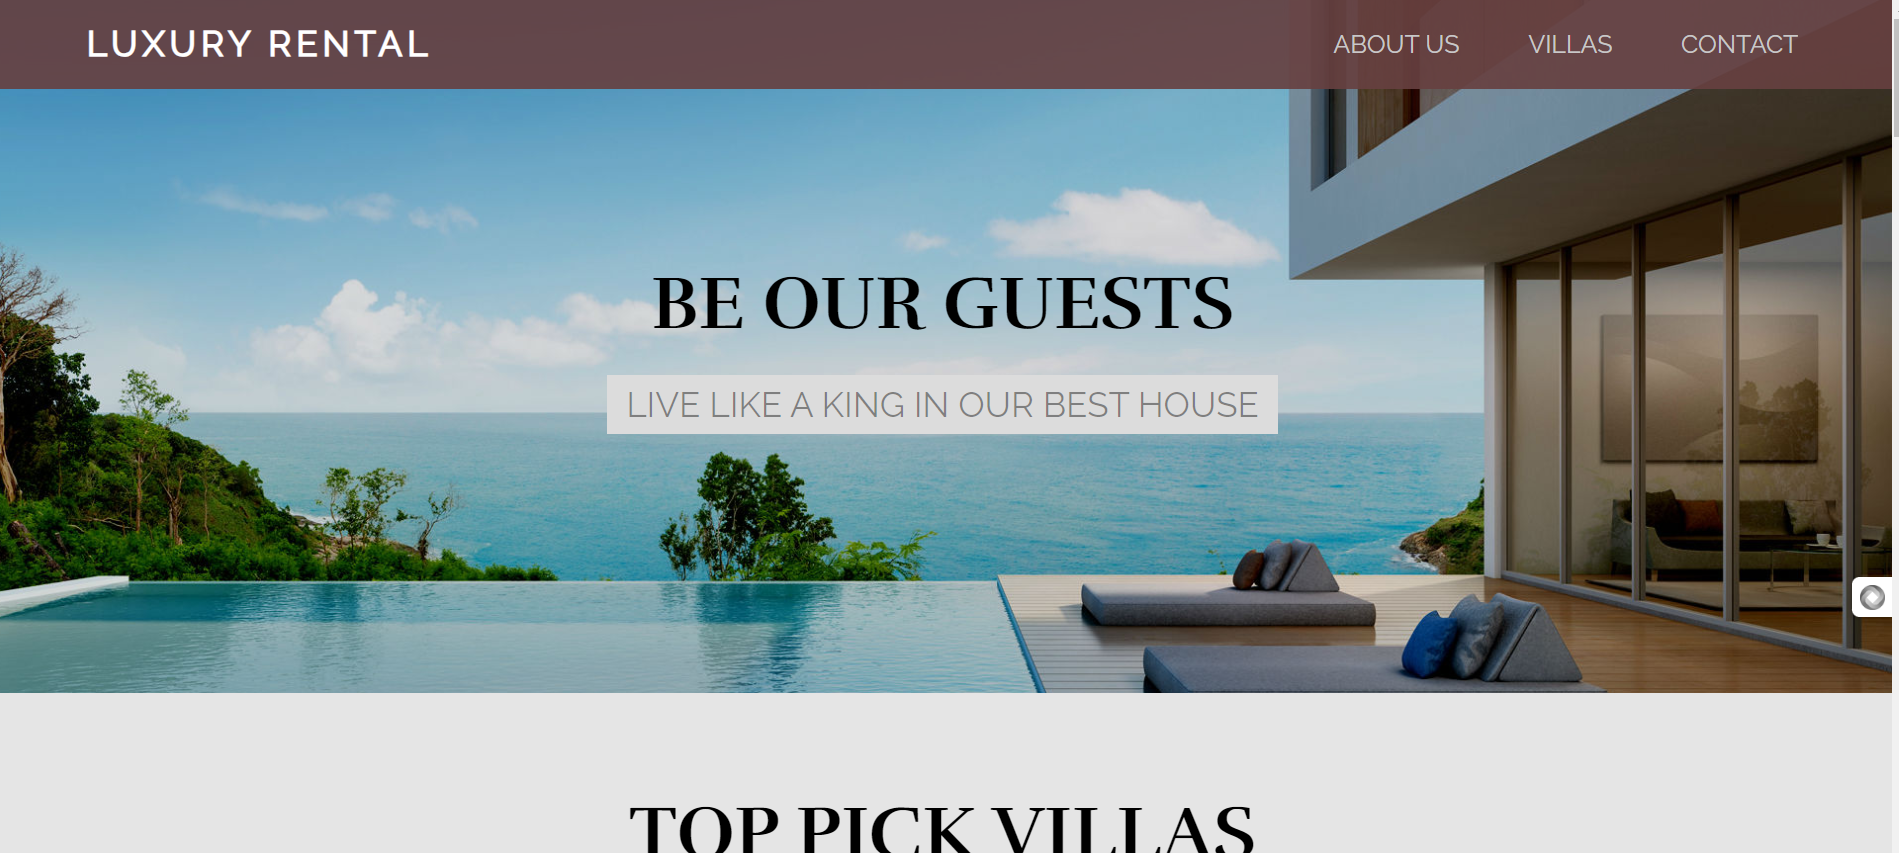 LUXURY RENTAL
ABOUT US
VILLAS
CONTACT
BE OUR GUESTS
LIVE LIKE A KING IN OUR BEST HOUSE
TOP PICK VILLAS